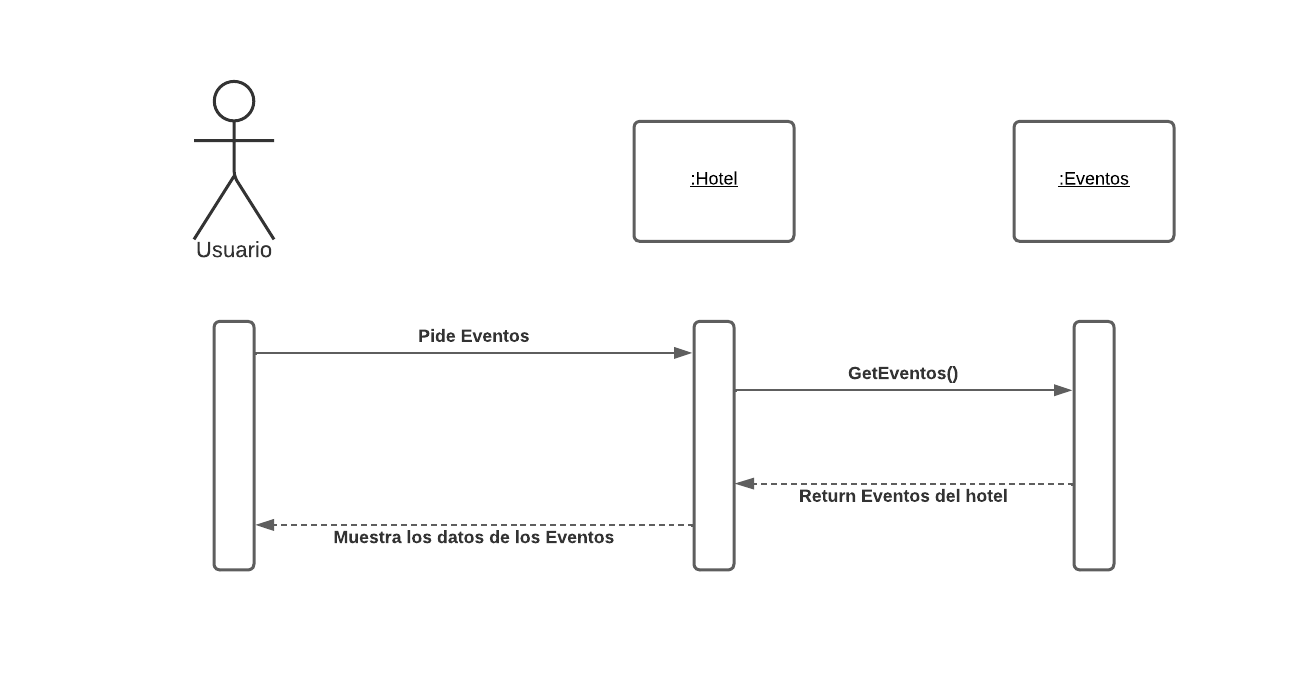 :Hotel
:Eventos
Usuario
Pide Eventos
GetEventos()
Return Eventos del hotel
Muestra los datos de los Eventos